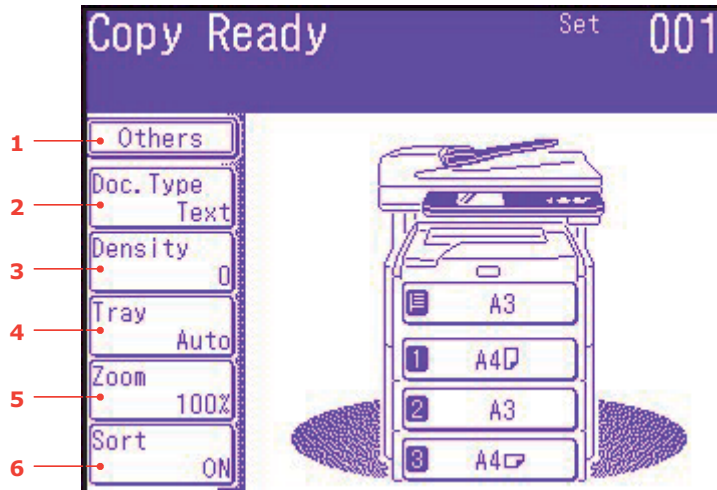 Copy Ready Set 001
1 Others
2 Doc.Type
Text
3 Density
0
4 Tray
Auto
5 Zoom
100%
6 Sort
ON
A3
1 A4
2 A3
3 A4